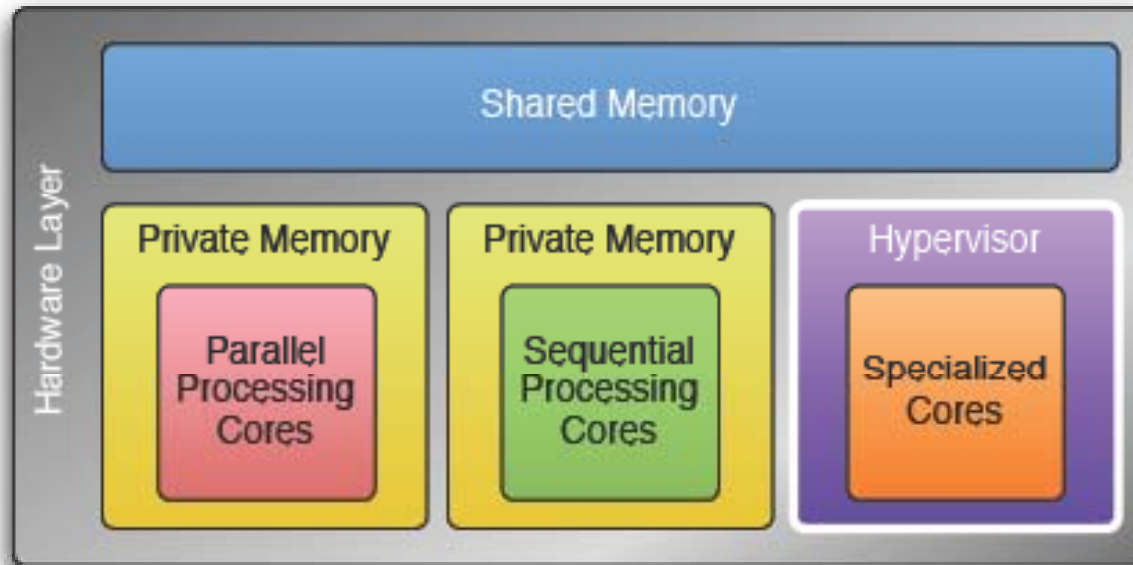 Hardware Layer
Shared Memory
Private Memory
Parallel
Processing
Cores
Private Memory
Sequential
Processing
Cores
Hypervisor
Specialized
Cores